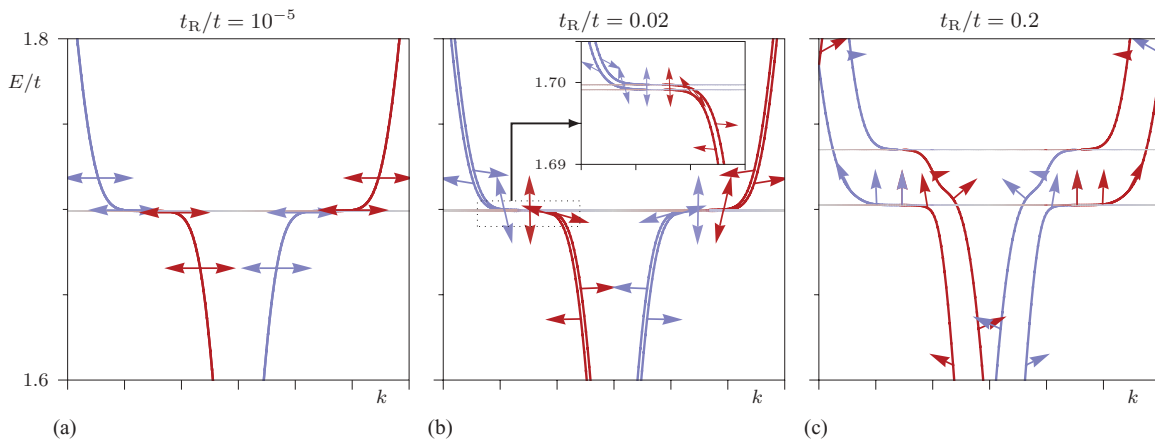 t_R/t = 10^{-5}
t_R/t = 0.02
t_R/t = 0.2
1.8
E/t
1.6
1.70
1.69
k
k
k
(a)
(b)
(c)